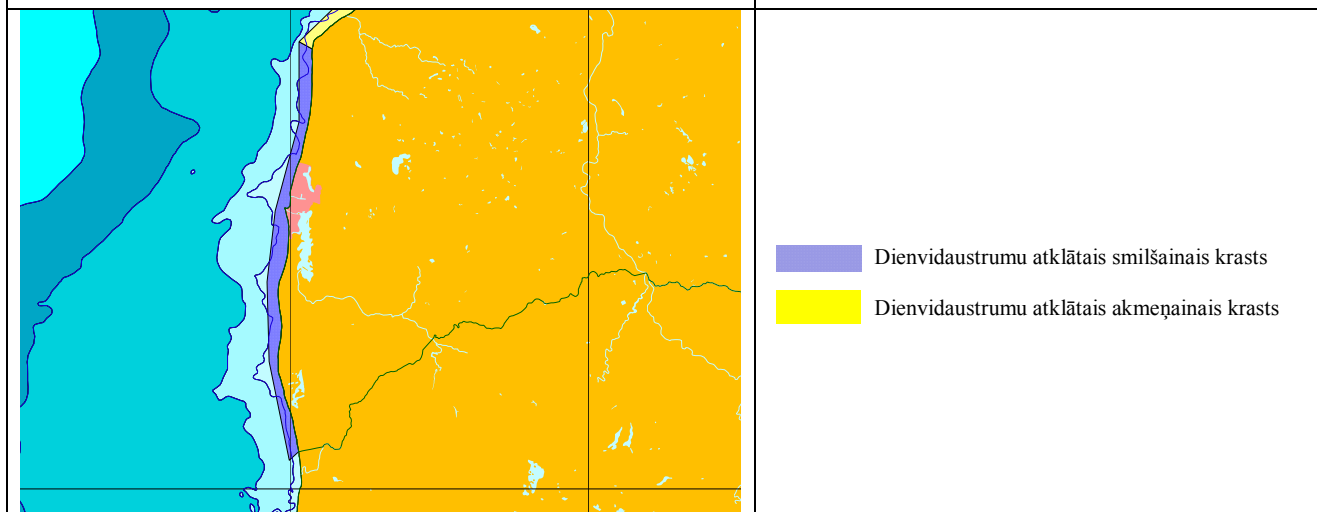 Dienvidaustrumu atklātais smilšainais krasts
Dienvidaustrumu atklātais akmeņainais krasts